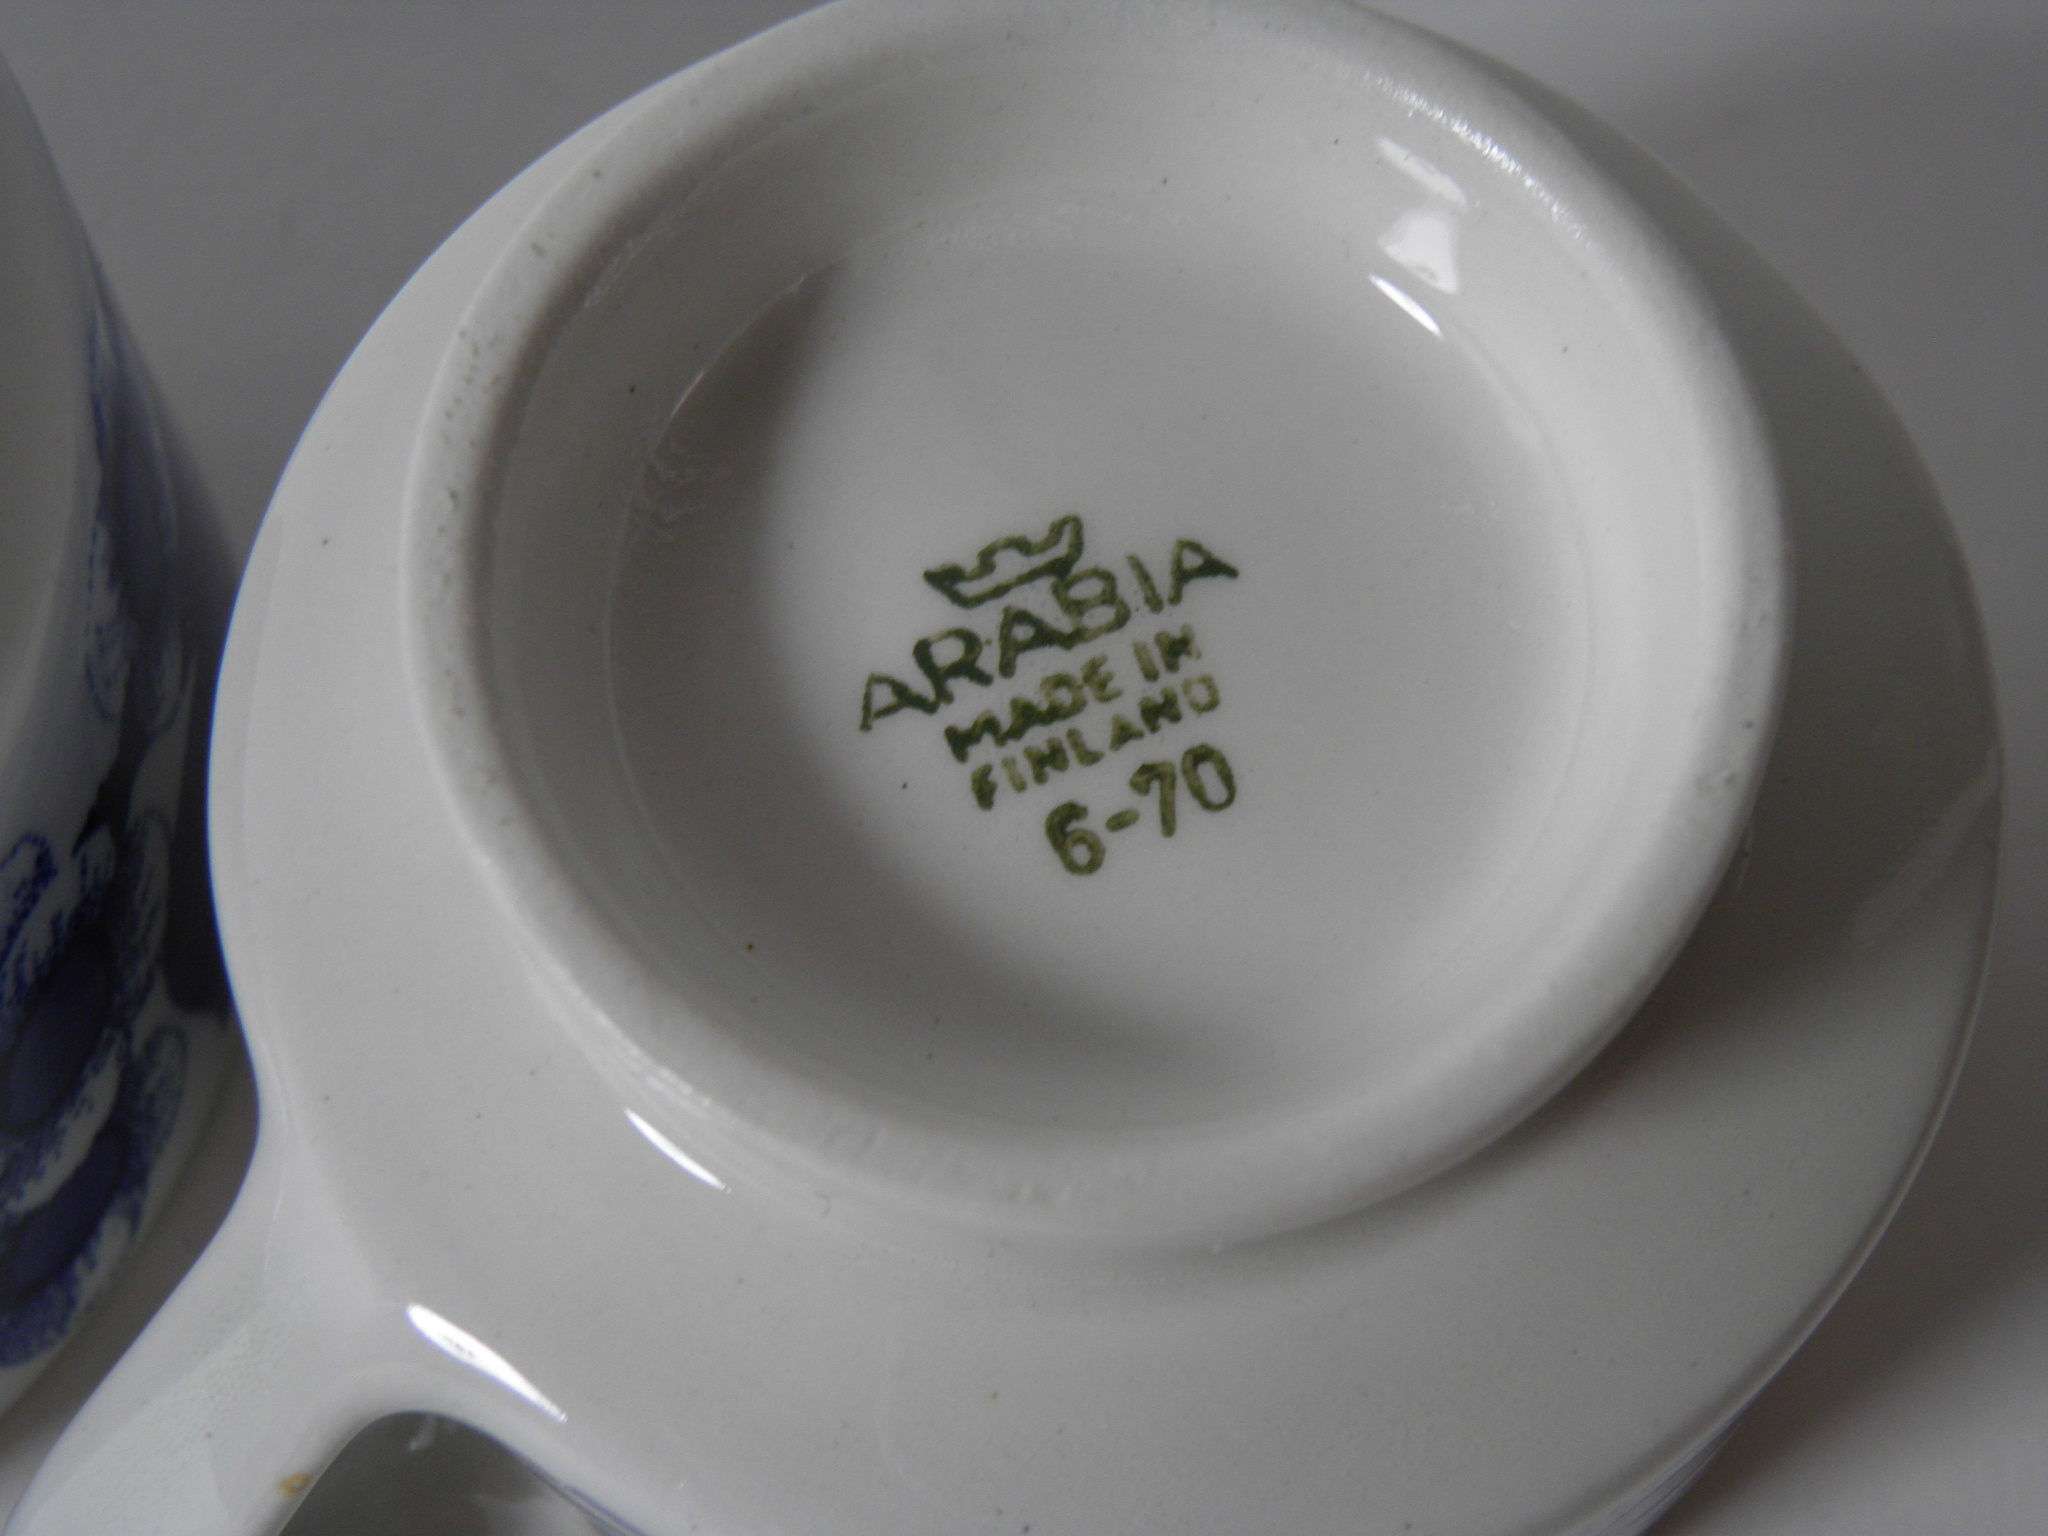 ARABIA
MADE IN
FINLAND
6-70